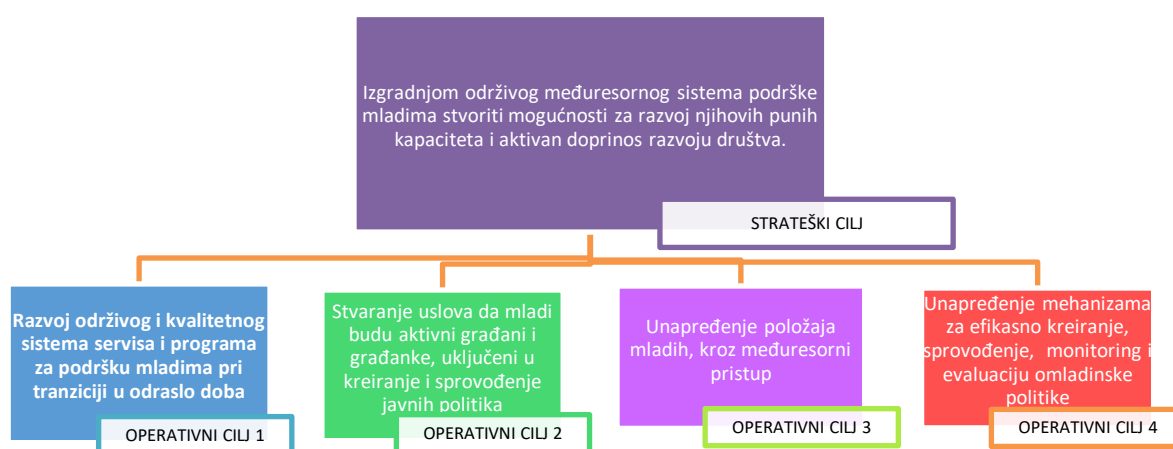 Izgradnjom održivog međuresornog sistema podrške
mladima stvoriti mogućnosti za razvoj njihovih punih
kapaciteta i aktivan doprinos razvoju društva.
STRATEŠKI CILJ
Razvoj održivog i kvalitetnog
sistema servisa i programa
za podršku mladima pri
tranziciji u odraslo doba
OPERATIVNI CILJ 1
Stvaranje uslova da mladi
budu aktivni građani i
građanke, uključeni u
kreiranje i sprovođenje
javnih politika
OPERATIVNI CILJ 2
Unapređenje položaja
mladih, kroz međuresorni
pristup
OPERATIVNI CILJ 3
Unapređenje mehanizama
za efikasno kreiranje,
sprovođenje, monitoring i
evaluaciju omladinske
politike
OPERATIVNI CILJ 4